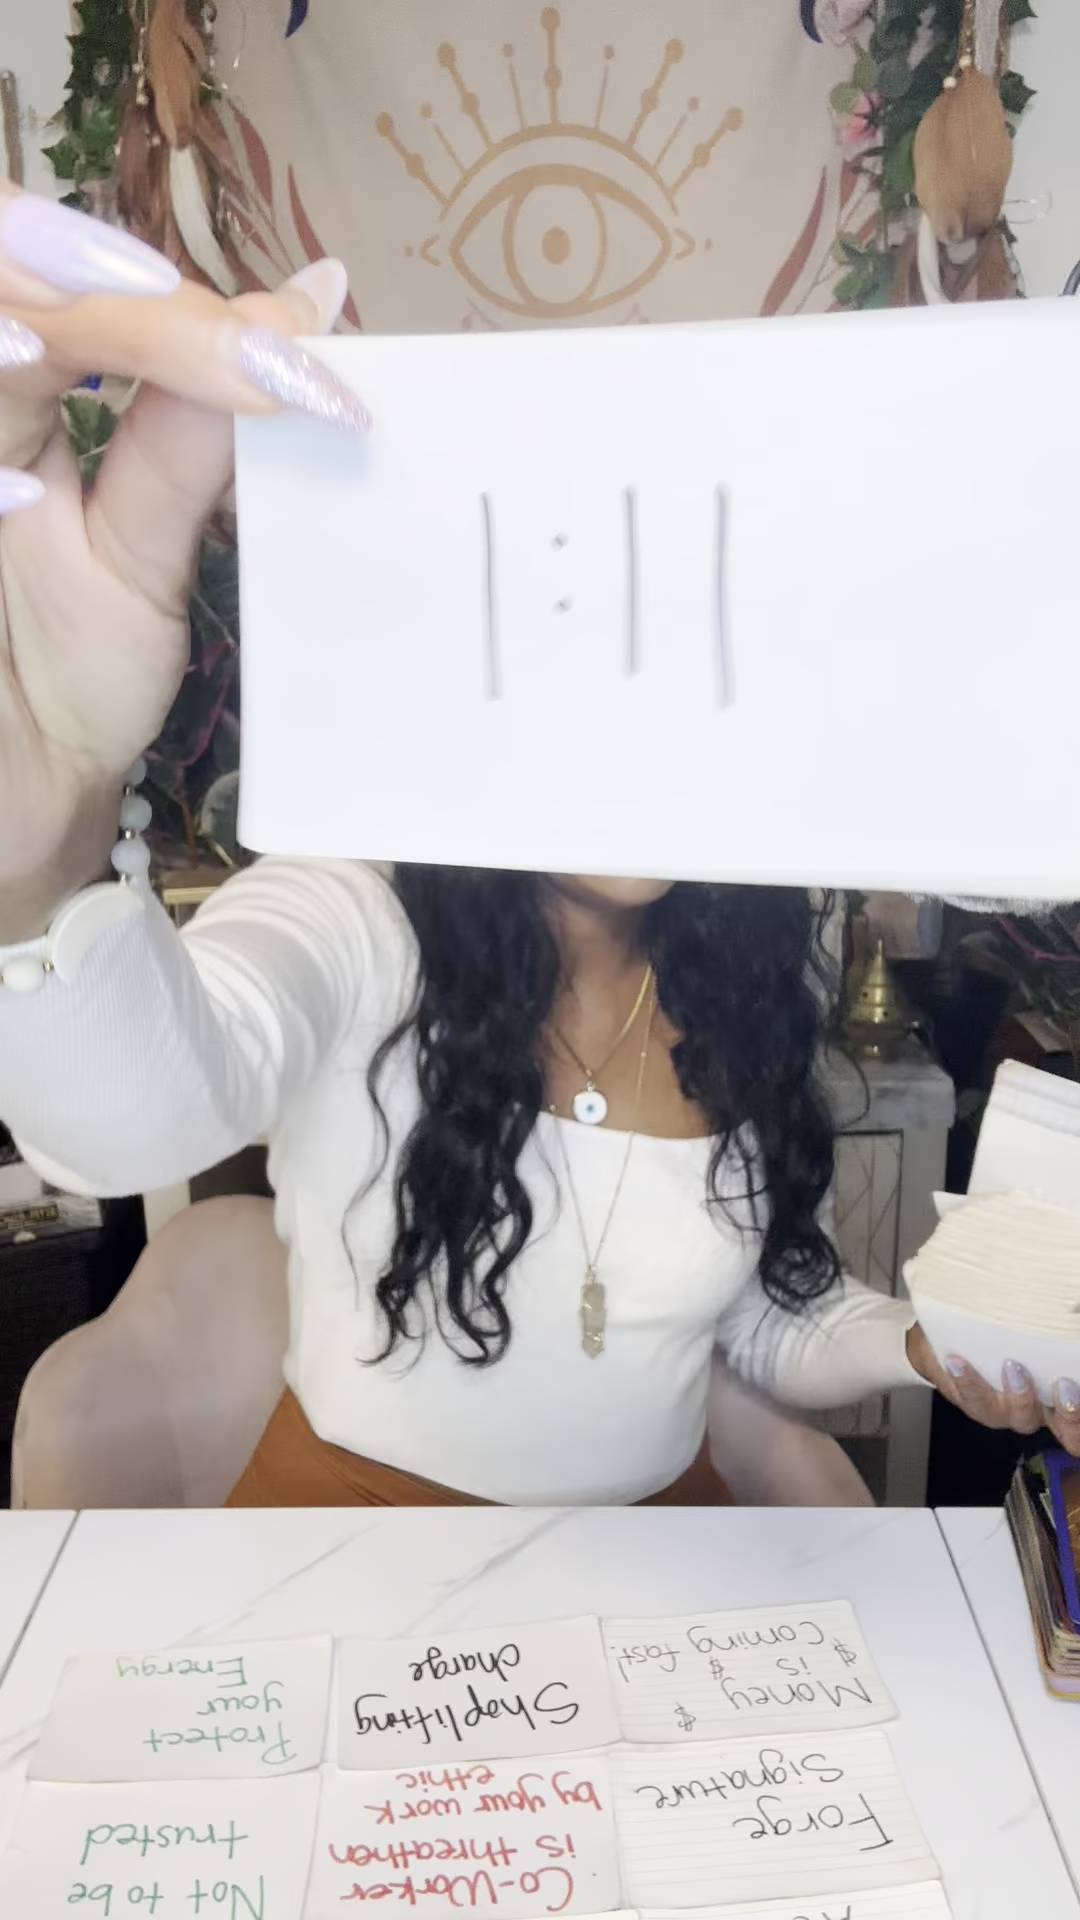 1:11
Protect
your
Energy
Shoplifting
charge
Money $
is $
$ Coming fast!
Not to be
trusted
Co-Worker
is threathen
by your work
ethic
Forge
Signature